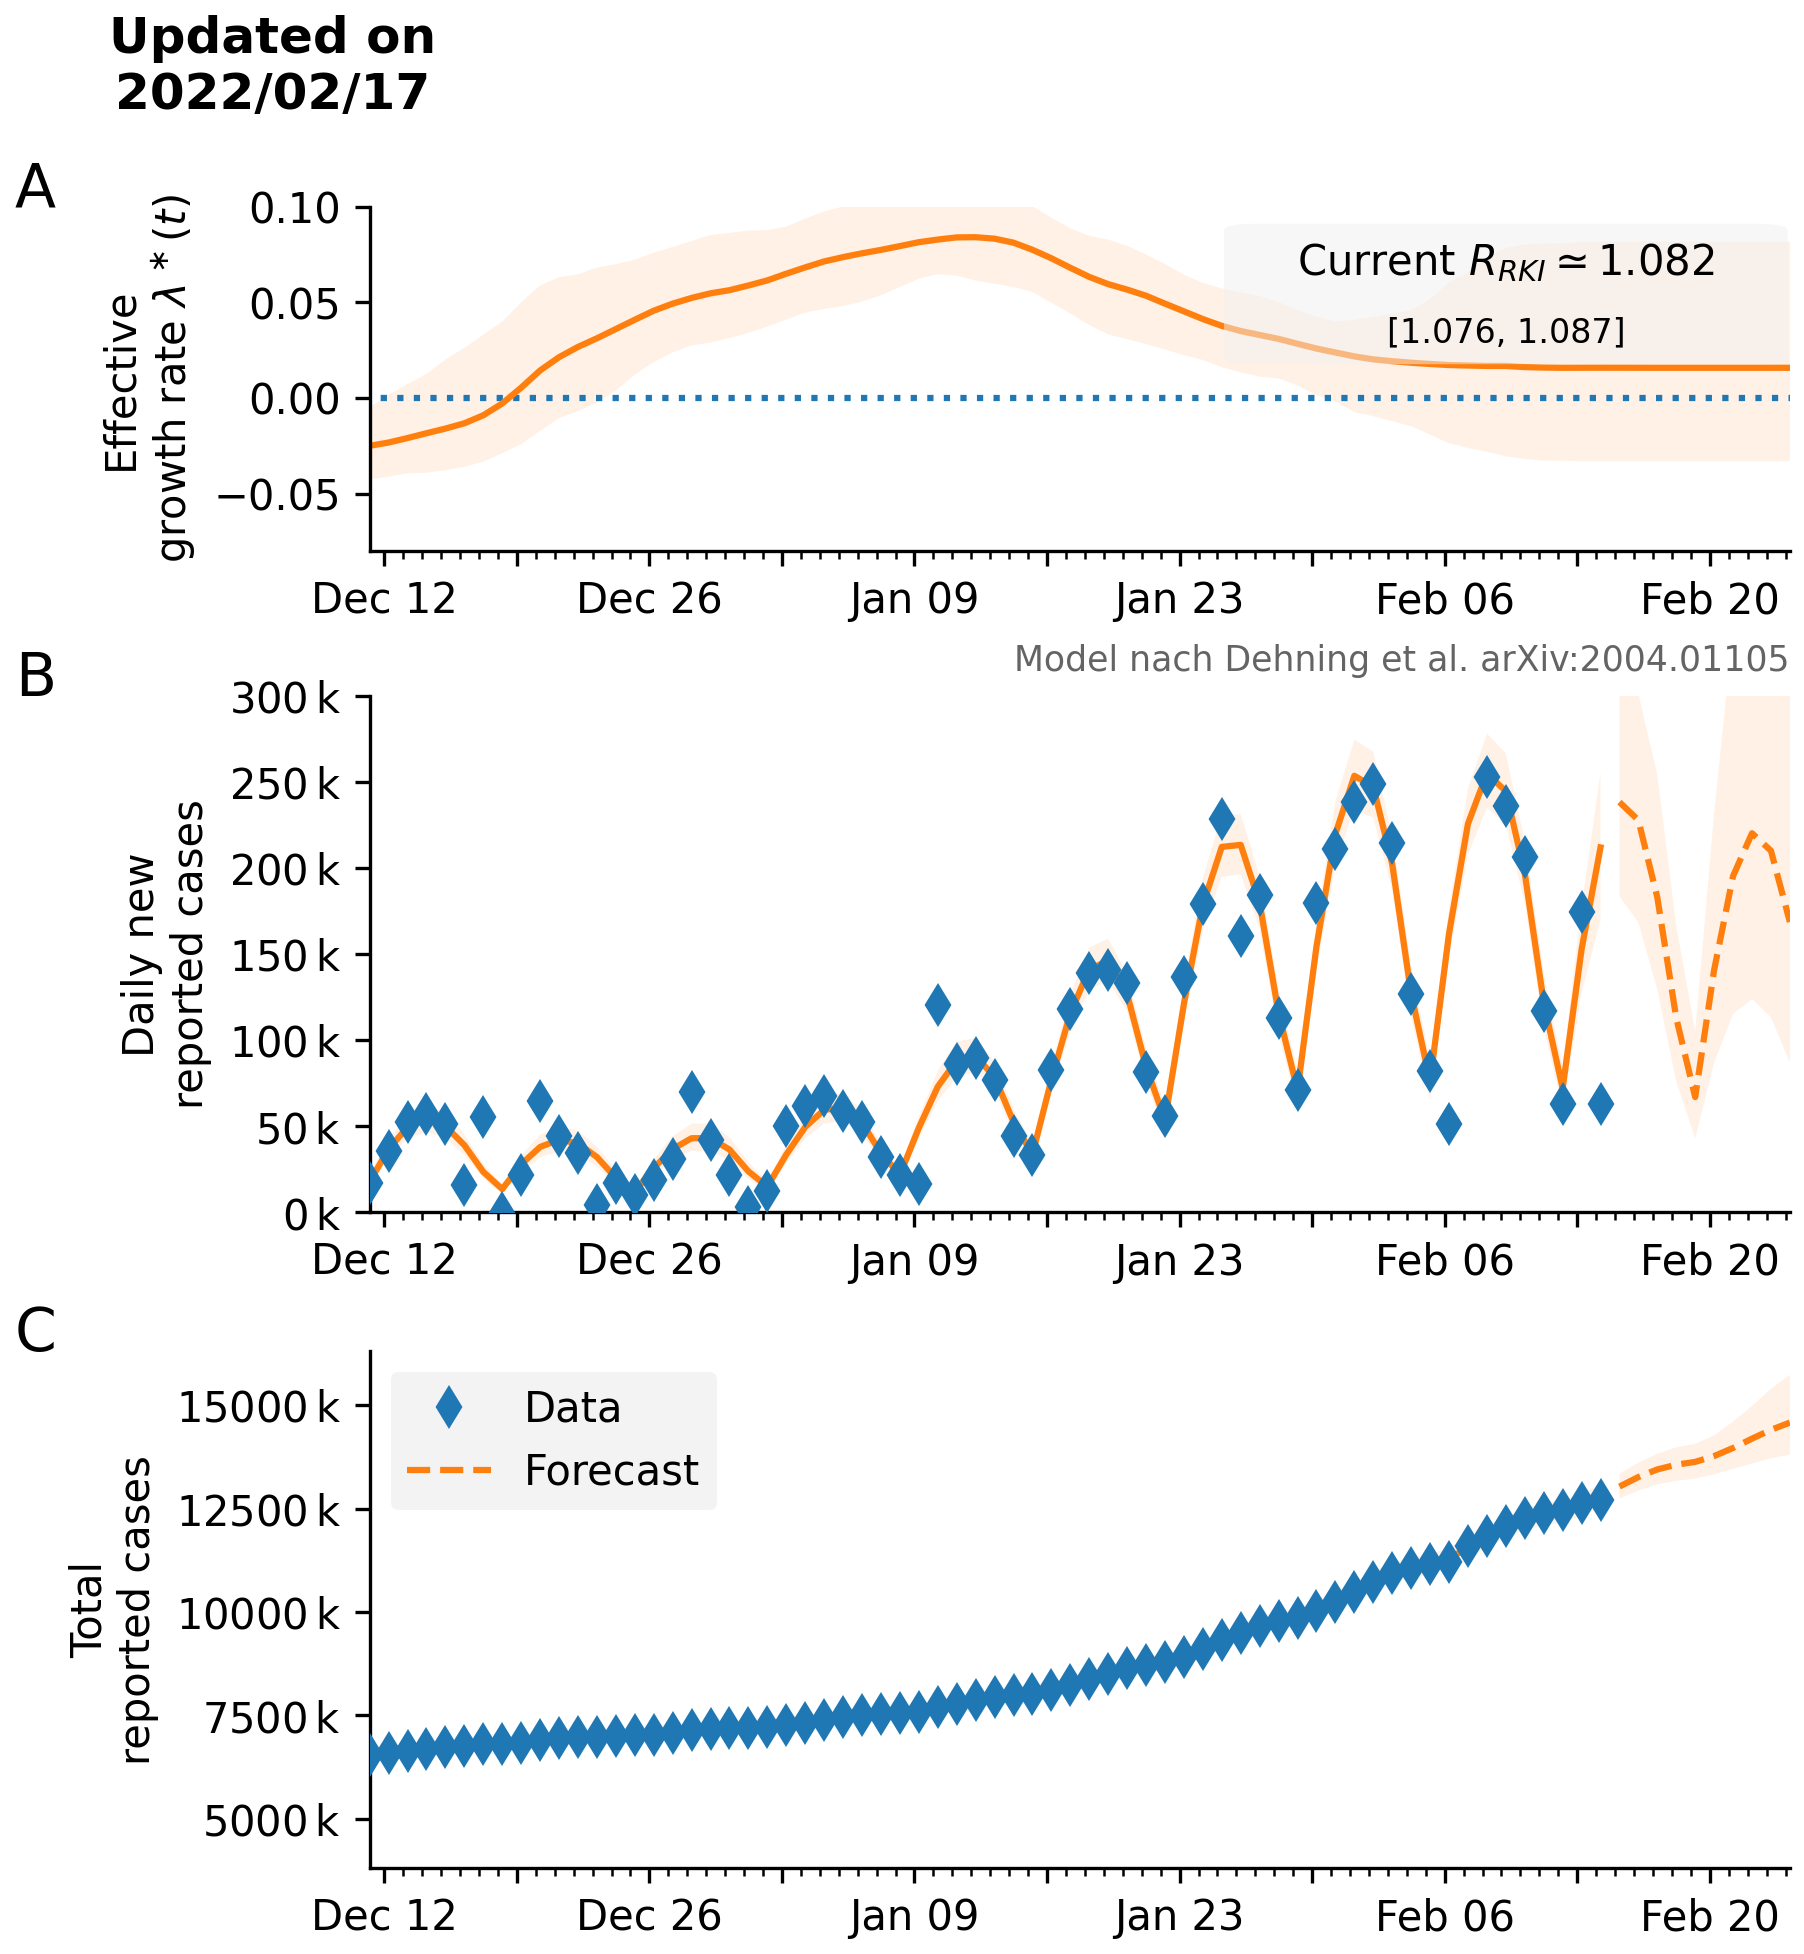 Updated on
2022/02/17
A
Effective
growth rate λ * (t)
0.10
0.05
0.00
−0.05
Current R_RKI ≃ 1.082
[1.076, 1.087]
Dec 12 Dec 26 Jan 09 Jan 23 Feb 06 Feb 20
Model nach Dehning et al. arXiv:2004.01105
B
Daily new
reported cases
300 k
250 k
200 k
150 k
100 k
50 k
0 k
Dec 12 Dec 26 Jan 09 Jan 23 Feb 06 Feb 20
C
Total
reported cases
15000 k
12500 k
10000 k
7500 k
5000 k
Data
Forecast
Dec 12 Dec 26 Jan 09 Jan 23 Feb 06 Feb 20